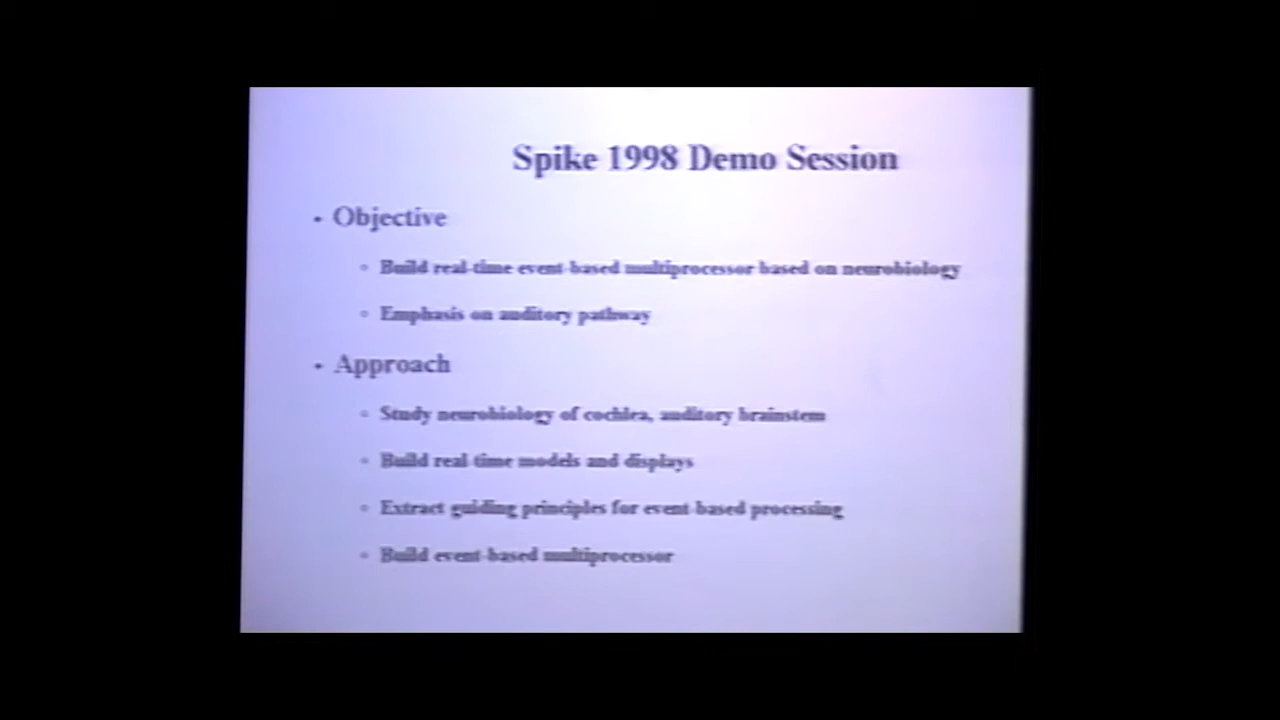 Spike 1998 Demo Session
• Objective
◦ Build real-time event-based multiprocessor based on neurobiology
◦ Emphasis on auditory pathway
• Approach
◦ Study neurobiology of cochlea, auditory brainstem
◦ Build real-time models and displays
◦ Extract guiding principles for event-based processing
◦ Build event-based multiprocessor